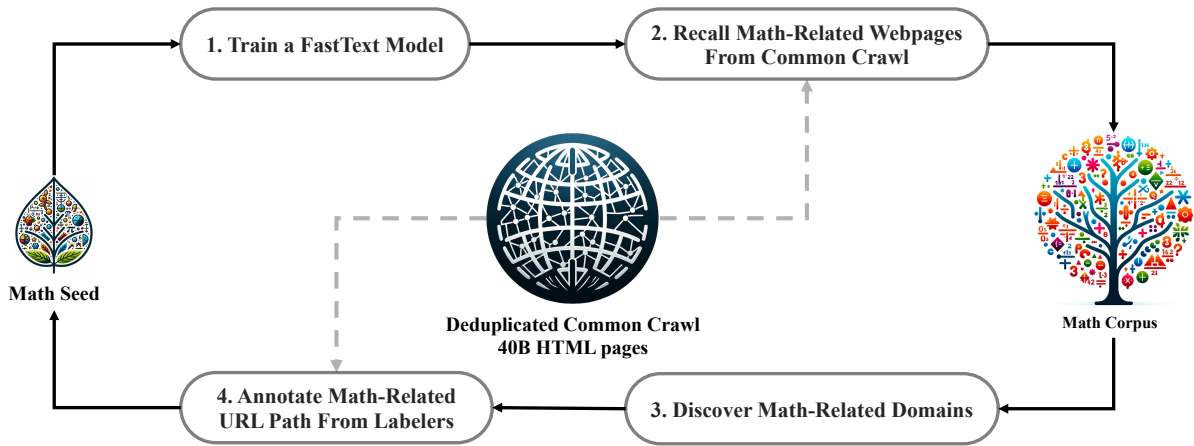 1. Train a FastText Model
2. Recall Math-Related Webpages
From Common Crawl
Math Seed
Deduplicated Common Crawl
40B HTML pages
Math Corpus
4. Annotate Math-Related
URL Path From Labelers
3. Discover Math-Related Domains